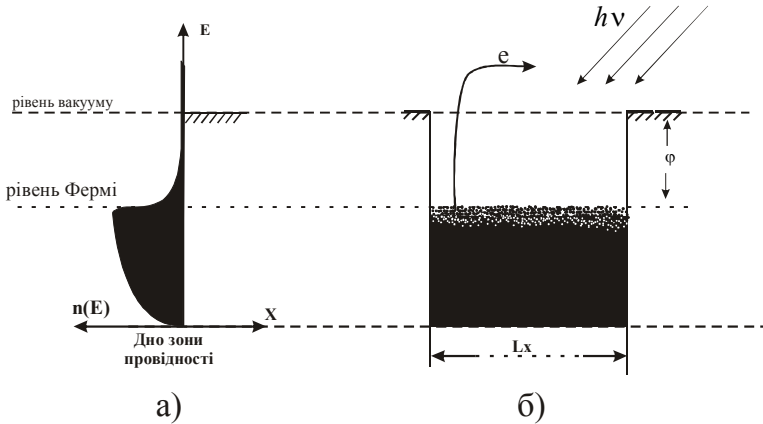 E
hν
e
рівень вакууму
φ
рівень Фермі
n(E)
X
Дно зони
провідності
Lx
а)
б)